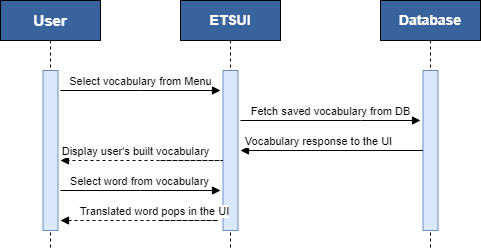 User
ETSUI
Database
Select vocabulary from Menu
Fetch saved vocabulary from DB
Vocabulary response to the UI
Display user's built vocabulary
Select word from vocabulary
Translated word pops in the UI